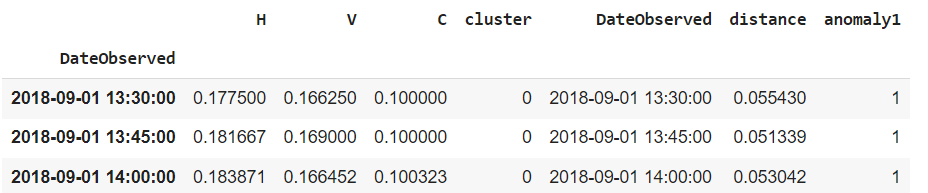 H V C cluster DateObserved distance anomaly1
DateObserved
2018-09-01 13:30:00 0.177500 0.166250 0.100000 0 2018-09-01 13:30:00 0.055430 1
2018-09-01 13:45:00 0.181667 0.169000 0.100000 0 2018-09-01 13:45:00 0.051339 1
2018-09-01 14:00:00 0.183871 0.166452 0.100323 0 2018-09-01 14:00:00 0.053042 1